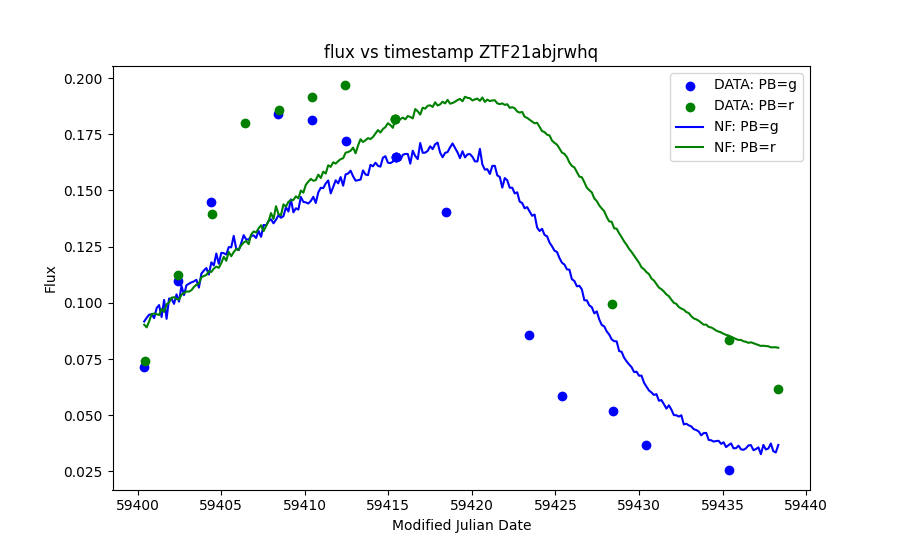 flux vs timestamp ZTF21abjrwhq
0.200
0.175
0.150
0.125
0.100
0.075
0.050
0.025
Flux
DATA: PB=g
DATA: PB=r
NF: PB=g
NF: PB=r
59400 59405 59410 59415 59420 59425 59430 59435 59440
Modified Julian Date